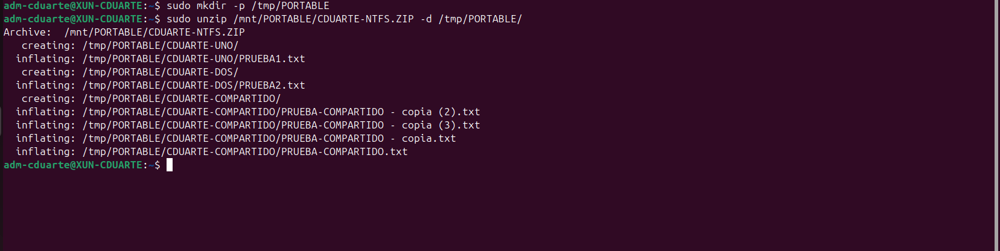 adm-cduarte@XUN-CDUARTE:~$ sudo mkdir -p /tmp/PORTABLE
adm-cduarte@XUN-CDUARTE:~$ sudo unzip /mnt/PORTABLE/CDUARTE-NTFS.ZIP -d /tmp/PORTABLE/
Archive:  /mnt/PORTABLE/CDUARTE-NTFS.ZIP
   creating: /tmp/PORTABLE/CDUARTE-UNO/
  inflating: /tmp/PORTABLE/CDUARTE-UNO/PRUEBA1.txt
   creating: /tmp/PORTABLE/CDUARTE-DOS/
  inflating: /tmp/PORTABLE/CDUARTE-DOS/PRUEBA2.txt
   creating: /tmp/PORTABLE/CDUARTE-COMPARTIDO/
  inflating: /tmp/PORTABLE/CDUARTE-COMPARTIDO/PRUEBA-COMPARTIDO - copia (2).txt
  inflating: /tmp/PORTABLE/CDUARTE-COMPARTIDO/PRUEBA-COMPARTIDO - copia (3).txt
  inflating: /tmp/PORTABLE/CDUARTE-COMPARTIDO/PRUEBA-COMPARTIDO - copia.txt
  inflating: /tmp/PORTABLE/CDUARTE-COMPARTIDO/PRUEBA-COMPARTIDO.txt
adm-cduarte@XUN-CDUARTE:~$